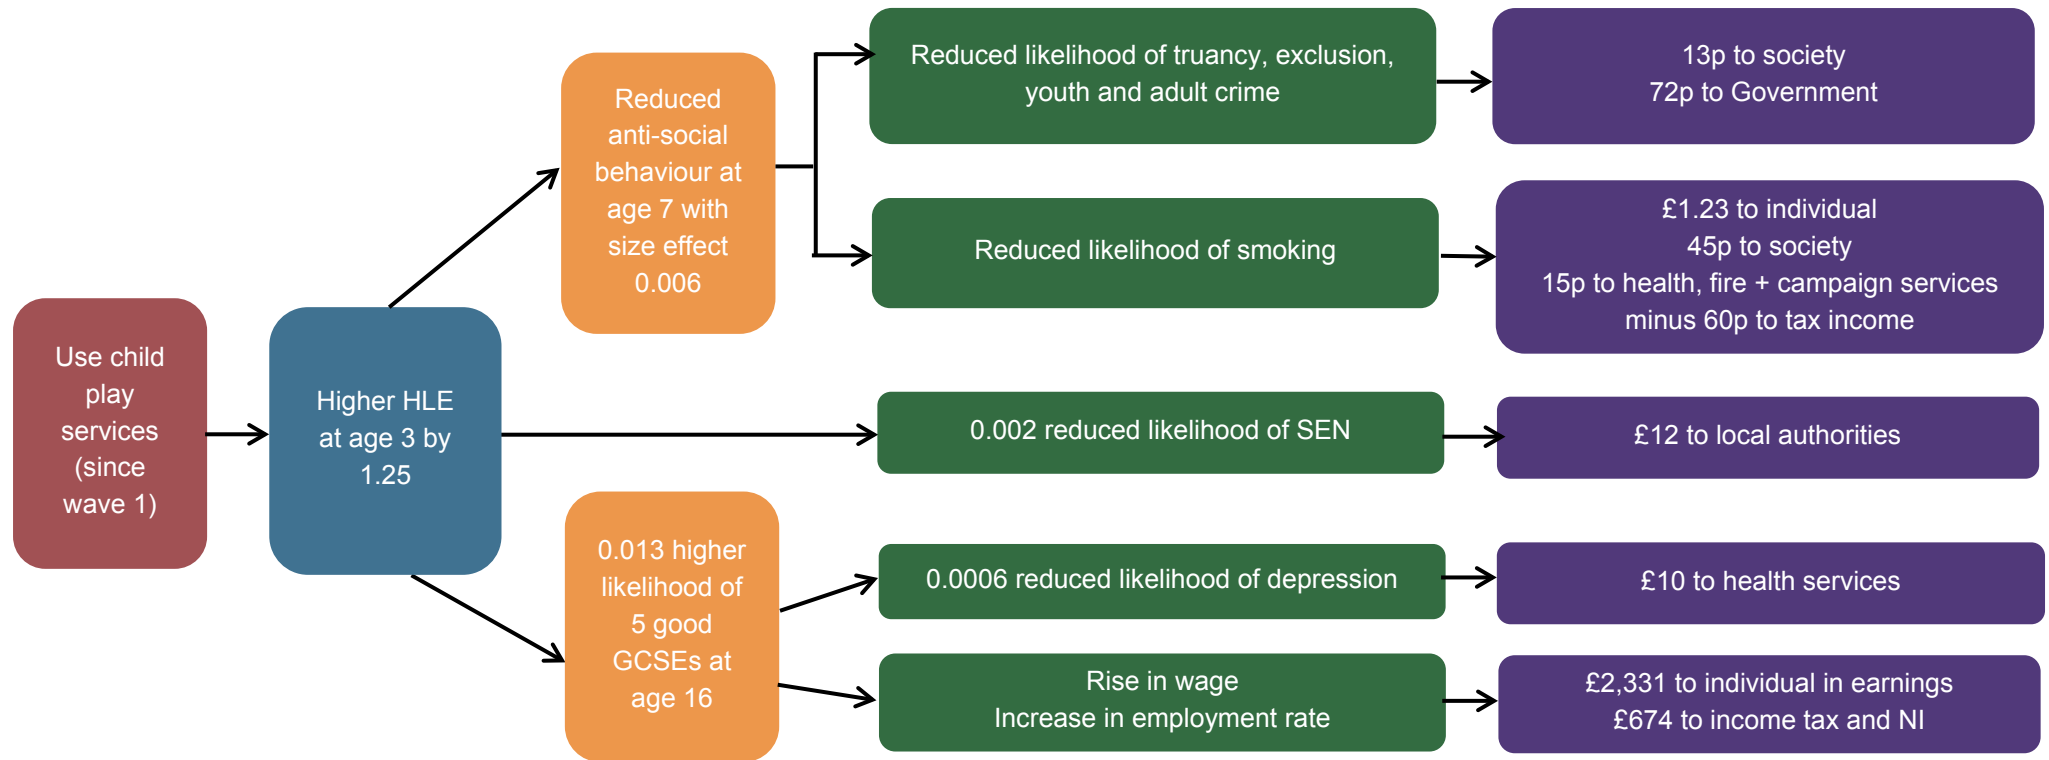 Use child
play
services
(since
wave 1)
Higher HLE
at age 3 by
1.25
Reduced
anti-social
behaviour at
age 7 with
size effect
0.006
Reduced likelihood of truancy, exclusion,
youth and adult crime
13p to society
72p to Government
Reduced likelihood of smoking
£1.23 to individual
45p to society
15p to health, fire + campaign services
minus 60p to tax income
0.002 reduced likelihood of SEN
£12 to local authorities
0.013 higher
likelihood of
5 good
GCSEs at
age 16
0.0006 reduced likelihood of depression
£10 to health services
Rise in wage
Increase in employment rate
£2,331 to individual in earnings
£674 to income tax and NI